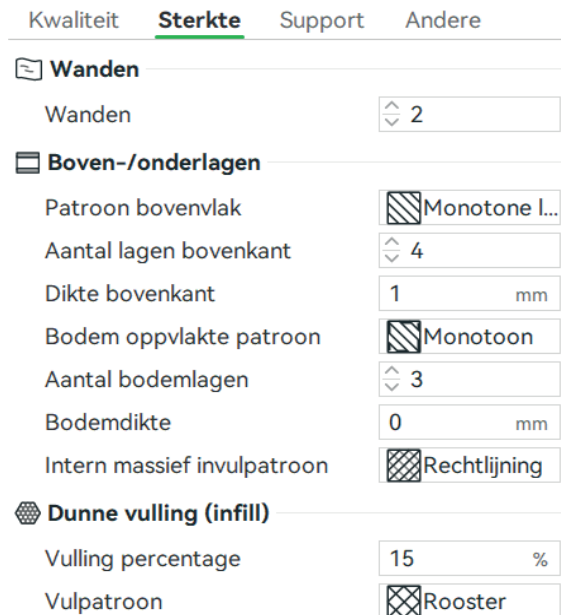 Kwaliteit Sterkte Support Andere
Wanden
Wanden 2
Boven-/onderlagen
Patroon bovenvlak Monotone l...
Aantal lagen bovenkant 4
Dikte bovenkant 1 mm
Bodem oppvlakte patroon Monotoon
Aantal bodemlagen 3
Bodemdikte 0 mm
Intern massief invulpatroon Rechtlijning
Dunne vulling (infill)
Vulling percentage 15 %
Vulpatroon Rooster